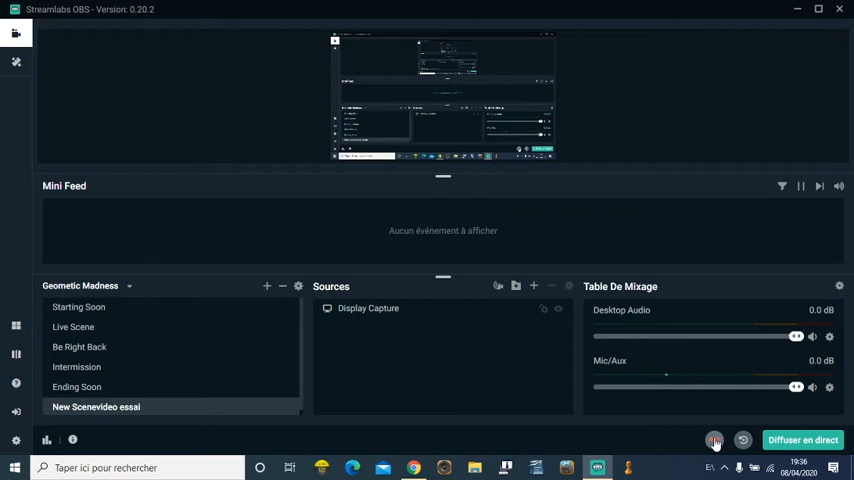 Streamlabs OBS - Version: 0.20.2
Mini Feed
Aucun événement à afficher
Geometic Madness
Starting Soon
Live Scene
Be Right Back
Intermission
Ending Soon
New Scenevideo essai
Sources
Display Capture
Table De Mixage
Desktop Audio 0.0 dB
Mic/Aux 0.0 dB
Diffuser en direct
Taper ici pour rechercher
E:\
19:36
08/04/2020